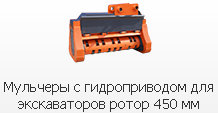 Мульчеры с гидроприводом для
экскаваторов ротор 450 мм